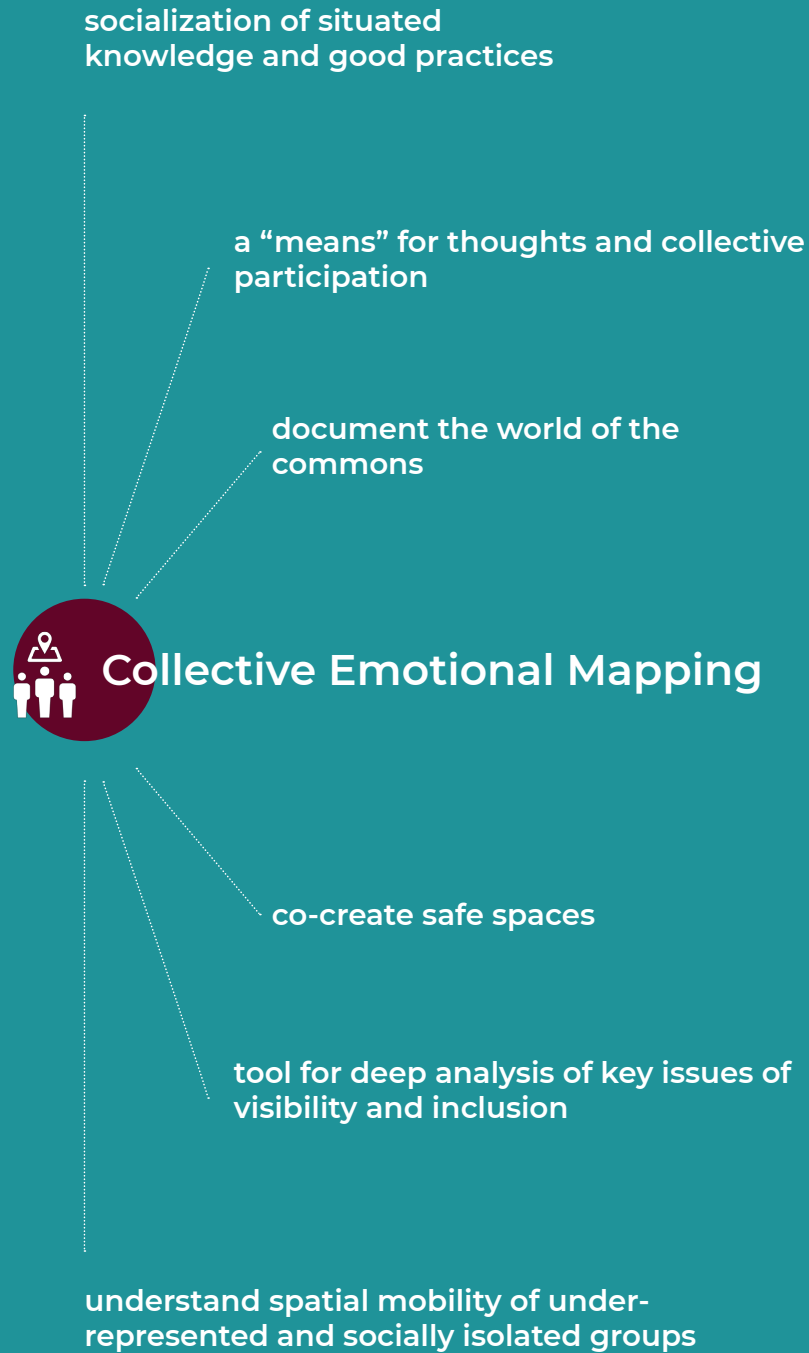 socialization of situated
knowledge and good practices
a “means” for thoughts and collective
participation
document the world of the
commons
Collective Emotional Mapping
co-create safe spaces
tool for deep analysis of key issues of
visibility and inclusion
understand spatial mobility of under-
represented and socially isolated groups